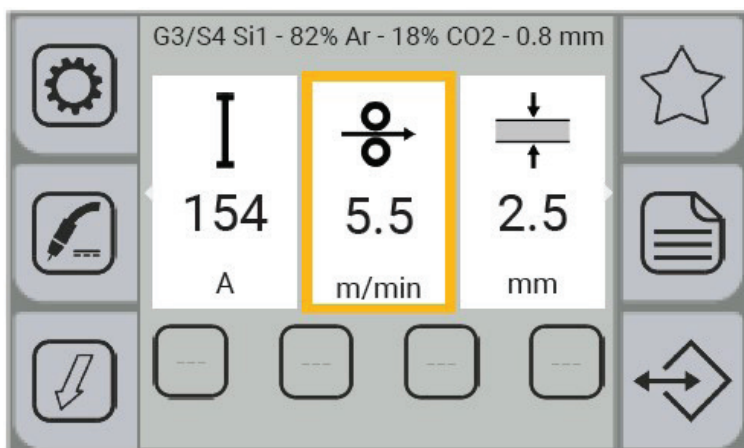 G3/S4 Si1 - 82% Ar - 18% CO2 - 0.8 mm
I
154 5.5 2.5
A m/min mm
--- --- --- ---